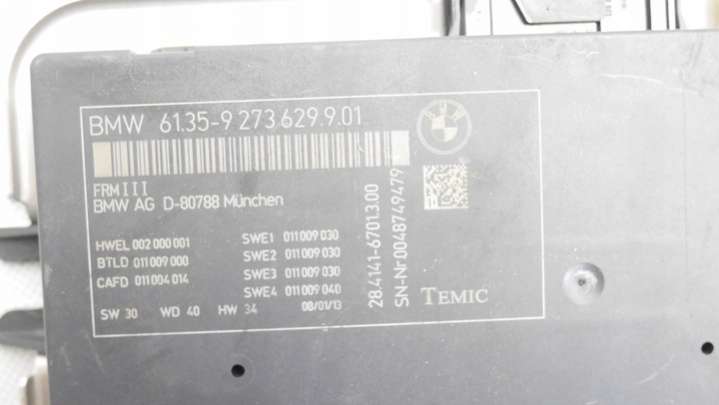 BMW 61.35-9 273 629 9.01
FRM III
BMW AG D-80788 München
HWEL 002 000 001
BTLD 011 009 000
CAFD 011 004 014
SWE1 011 009 030
SWE2 011 009 030
SWE3 011 009 030
SWE4 011 009 040
SW 30 WD 40 HW 34 08/01/13
28.4141-6701.3.00
SN-Nr 0048749479
TEMIC